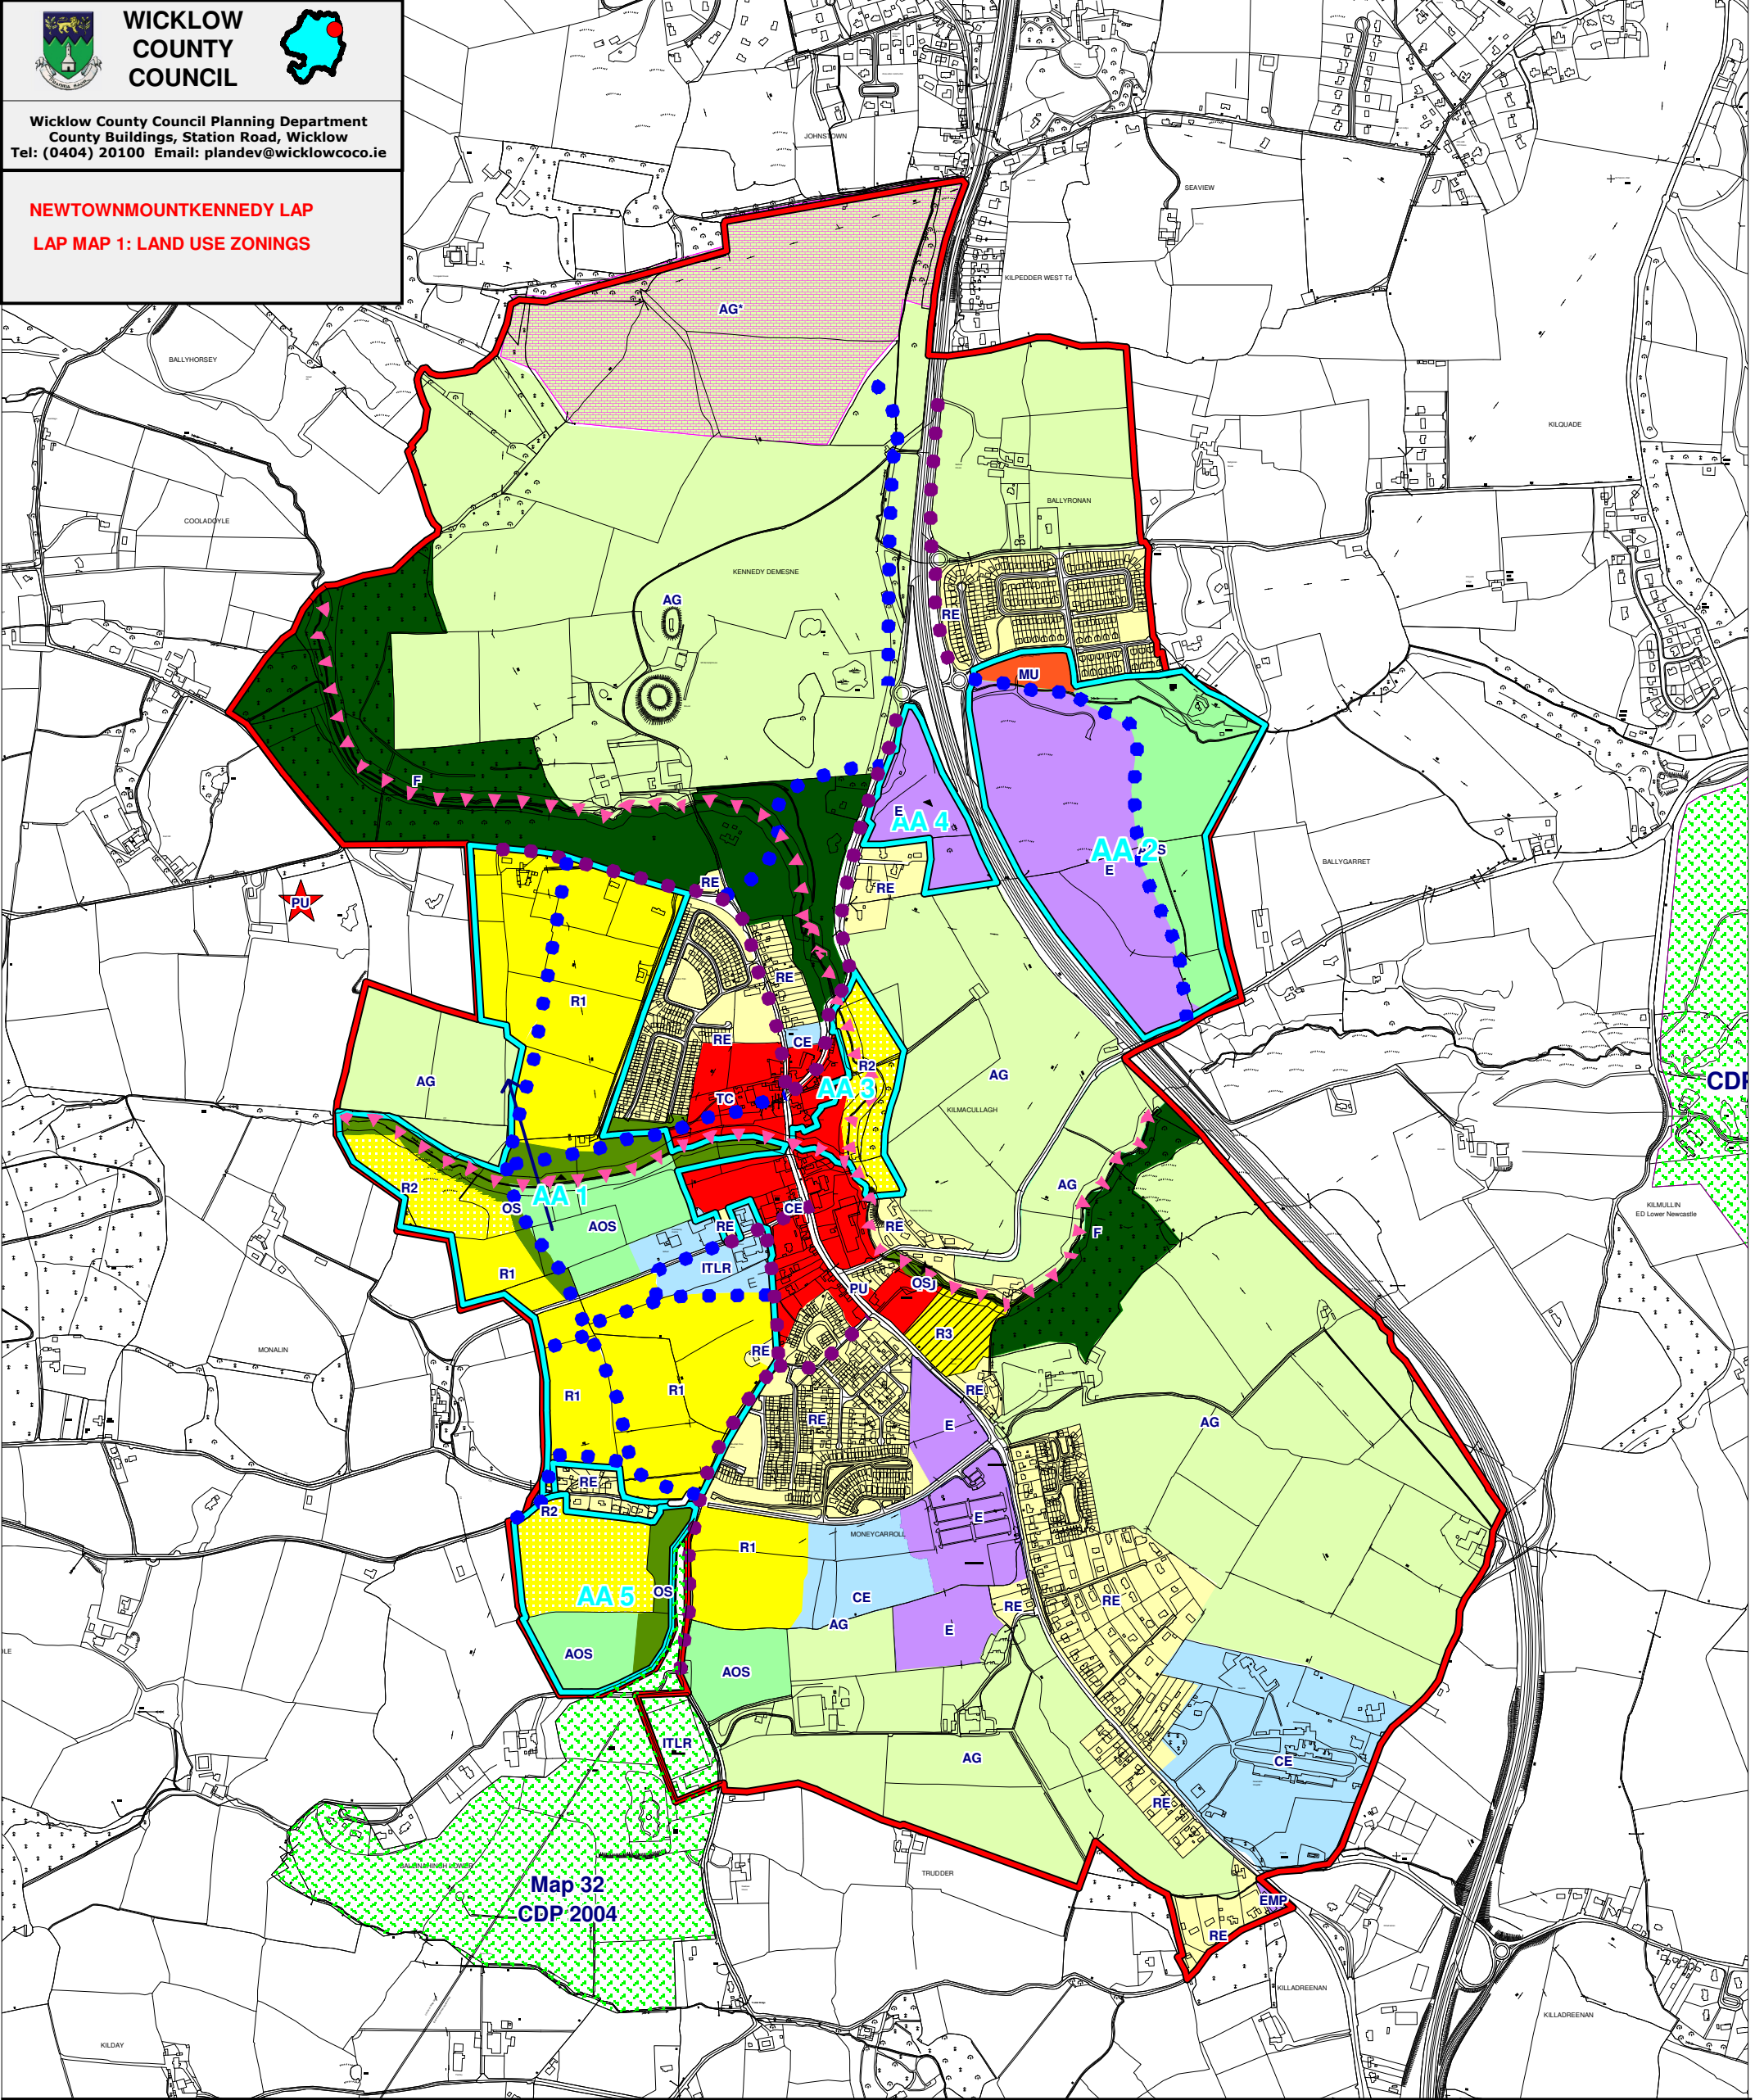 WICKLOW
COUNTY
COUNCIL
Wicklow County Council Planning Department
County Buildings, Station Road, Wicklow
Tel: (0404) 20100 Email: plandev@wicklowcoco.ie
NEWTOWNMOUNTKENNEDY LAP
LAP MAP 1: LAND USE ZONINGS
JOHNSTOWN
SEAVIEW
KILPEDDER WEST Td
AG*
BALLYHORSEY
KILQUADE
BALLYRONAN
COOLADOYLE
KENNEDY DEMESNE
AG
RE
MU
F
E
AA 4
AA 2
E
BALLYGARRET
RE
RE
PU
RE
R1
RE
CE
R2
AG
AG
CDP
TC
AA 3
KILMACULLAGH
R2
AA 1
OS
AOS
CE
RE
RE
AG
F
KILMULLIN
ED Lower Newcastle
R1
ITLR
PU
OS
R3
MONALIN
RE
R1
R1
RE
RE
E
AG
RE
R2
MONEYCARROLL
E
R1
AA 5
OS
CE
RE
RE
AG
E
AOS
AOS
ITLR
AG
CE
RE
TRUDDER
Map 32
CDP 2004
EMP
RE
KILLADREENAN
KILLADREENAN
KILDAY